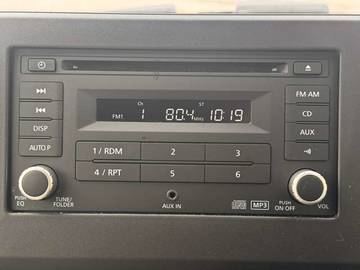 Ch ST
FM1 1 80.4 MHz 10:19
FM·AM
CD
DISP
AUX
AUTO.P
1 / RDM 2 3
4 / RPT 5 6
PUSH EQ
TUNE/ FOLDER
AUX IN
MP3
PUSH ON OFF
VOL